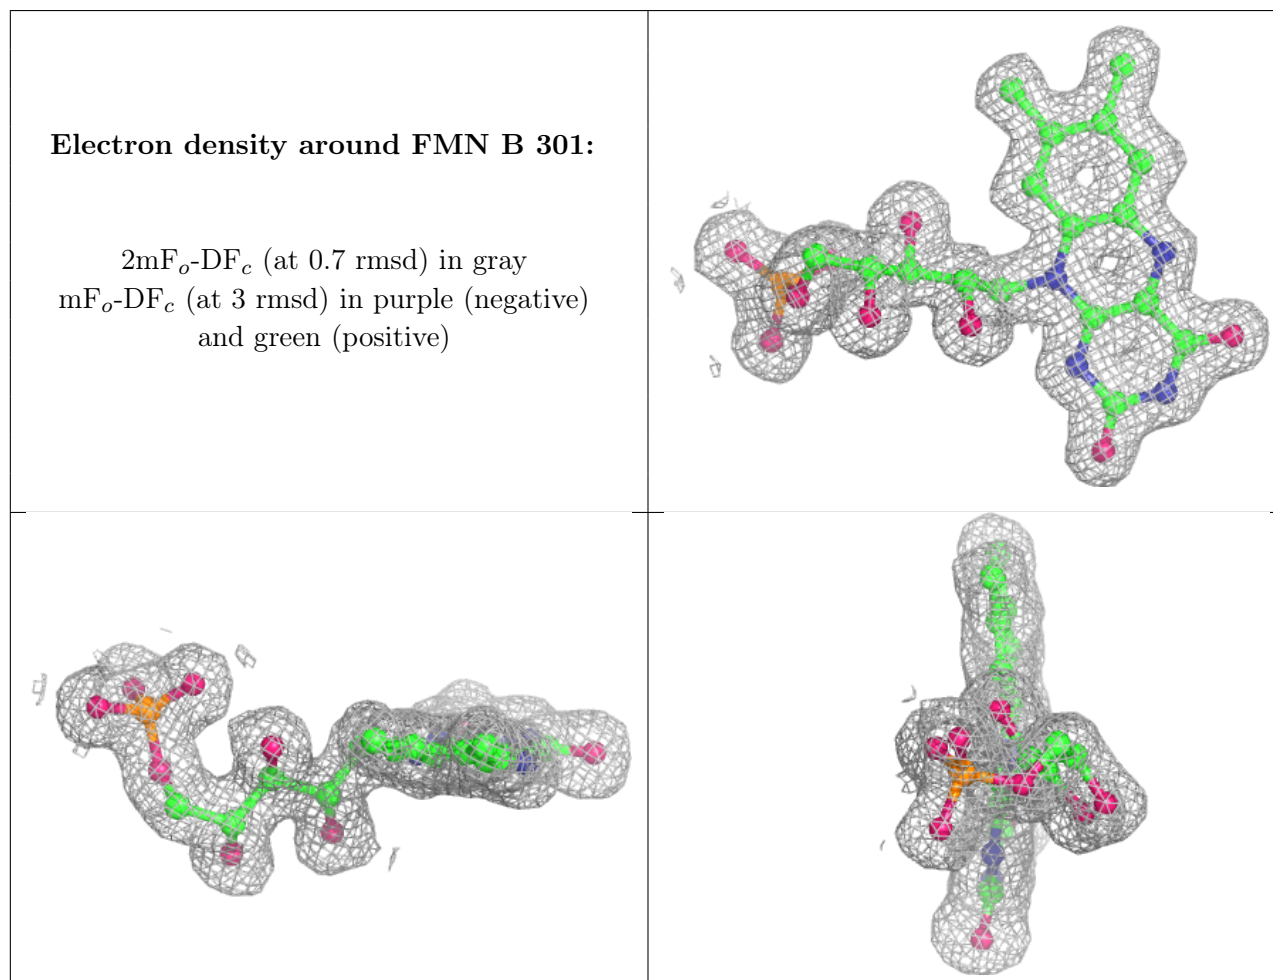 Electron density around FMN B 301:
2mFo-DFc (at 0.7 rmsd) in gray
mFo-DFc (at 3 rmsd) in purple (negative)
and green (positive)